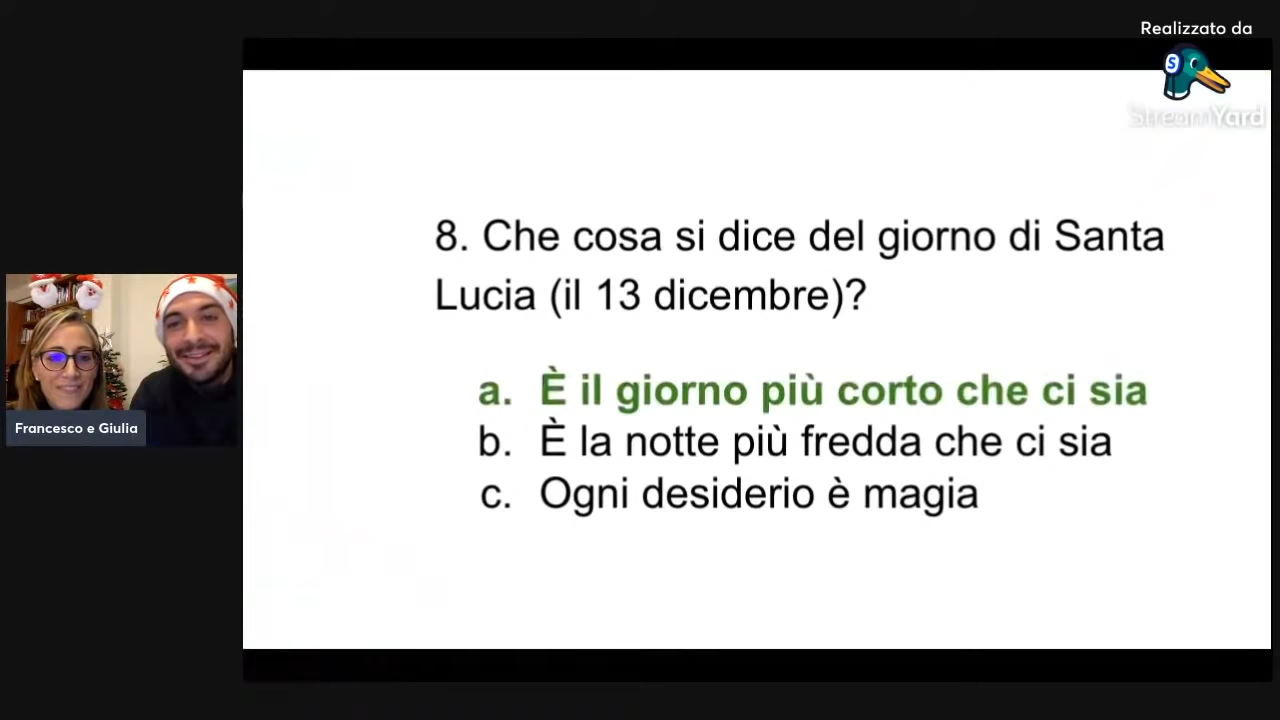 Realizzato da
S
StreamYard
8. Che cosa si dice del giorno di Santa
Lucia (il 13 dicembre)?
a. È il giorno più corto che ci sia
b. È la notte più fredda che ci sia
c. Ogni desiderio è magia
Francesco e Giulia